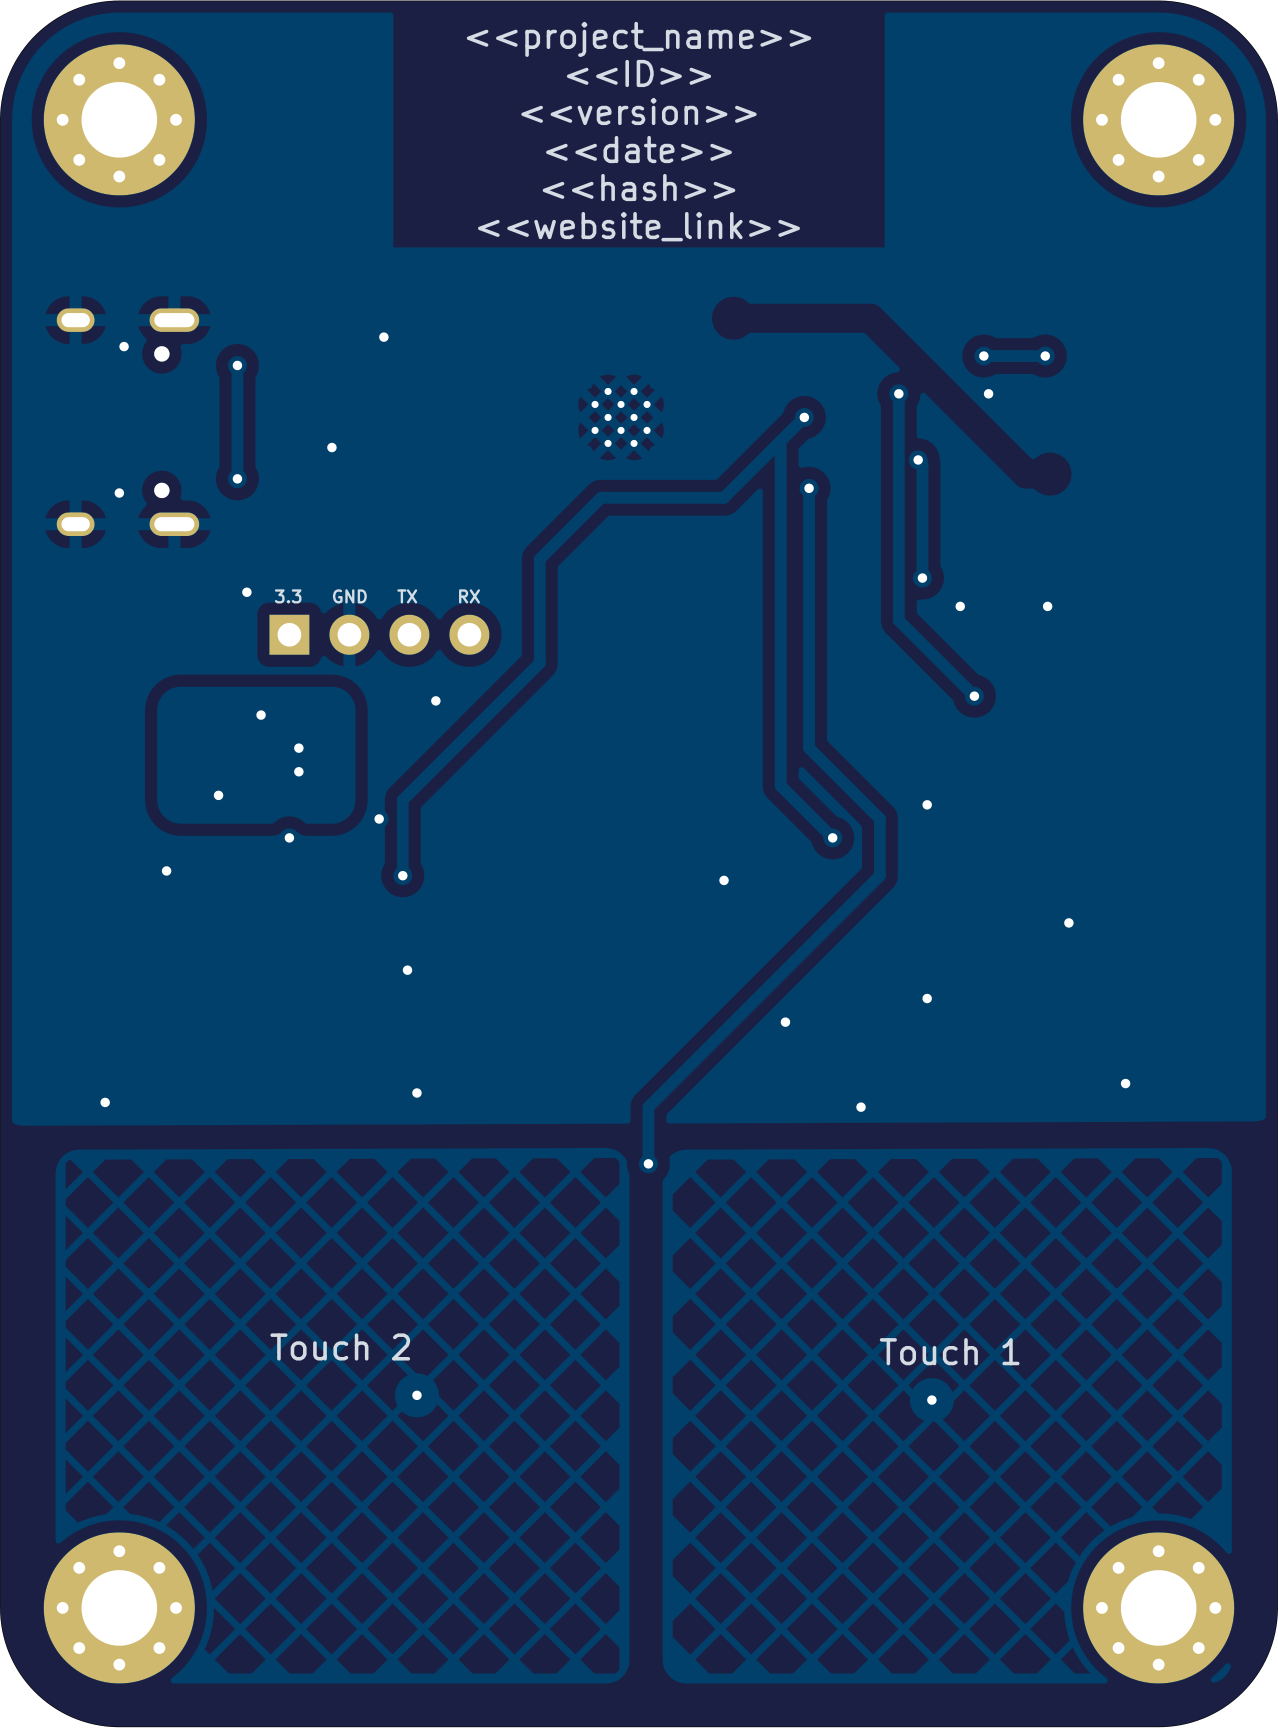 <<project_name>>
<<ID>>
<<version>>
<<date>>
<<hash>>
<<website_link>>
3.3 GND TX RX
Touch 2
Touch 1